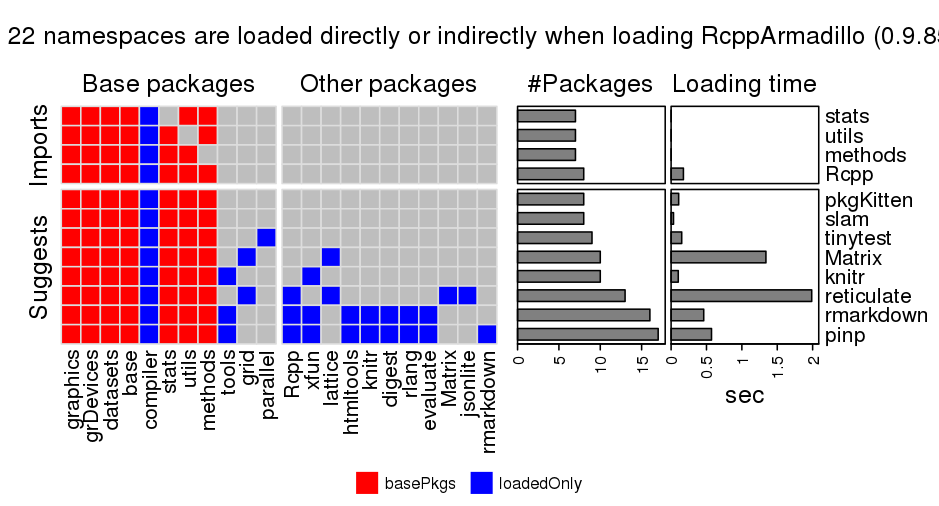 22 namespaces are loaded directly or indirectly when loading RcppArmadillo (0.9.85
Base packages
Other packages
#Packages
Loading time
Imports
stats
utils
methods
Rcpp
Suggests
pkgKitten
slam
tinytest
Matrix
knitr
reticulate
rmarkdown
pinp
graphics
grDevices
datasets
base
compiler
stats
utils
methods
tools
grid
parallel
Rcpp
xfun
lattice
htmltools
knitr
digest
rlang
evaluate
Matrix
jsonlite
rmarkdown
0
5
10
15
0
0.5
1
1.5
2
sec
basePkgs
loadedOnly